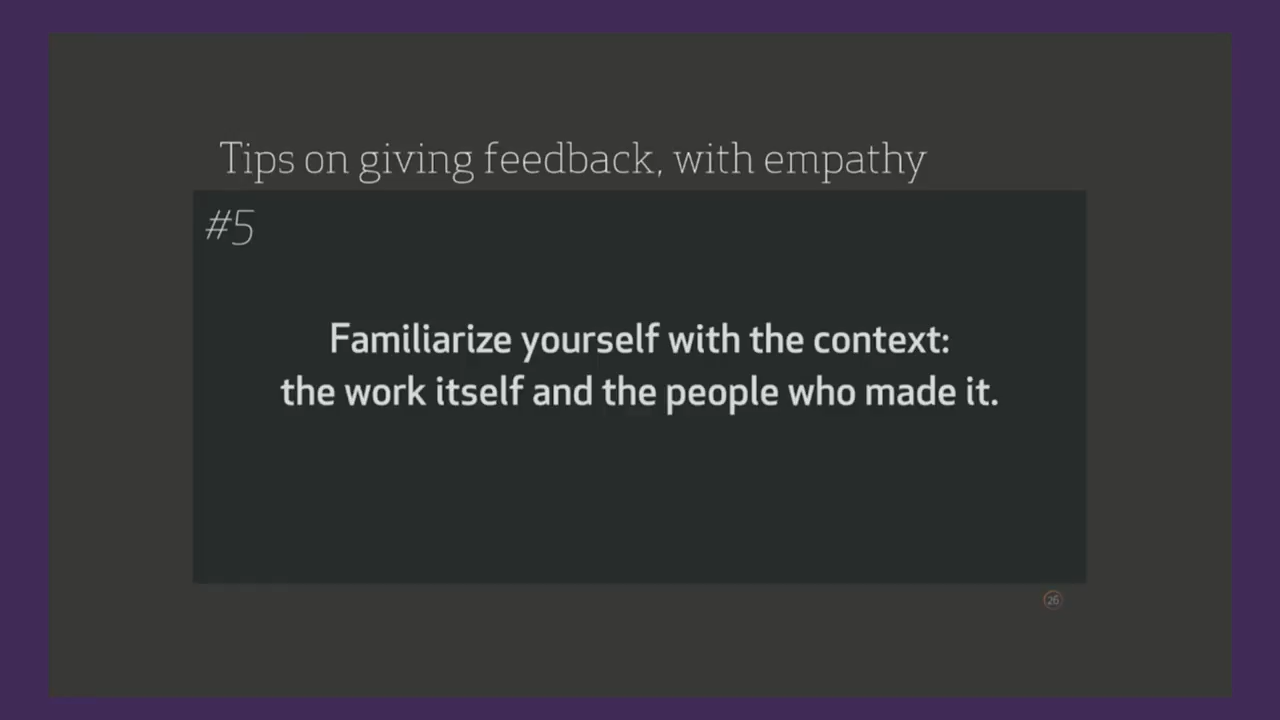 Tips on giving feedback, with empathy
#5
Familiarize yourself with the context:
the work itself and the people who made it.
26